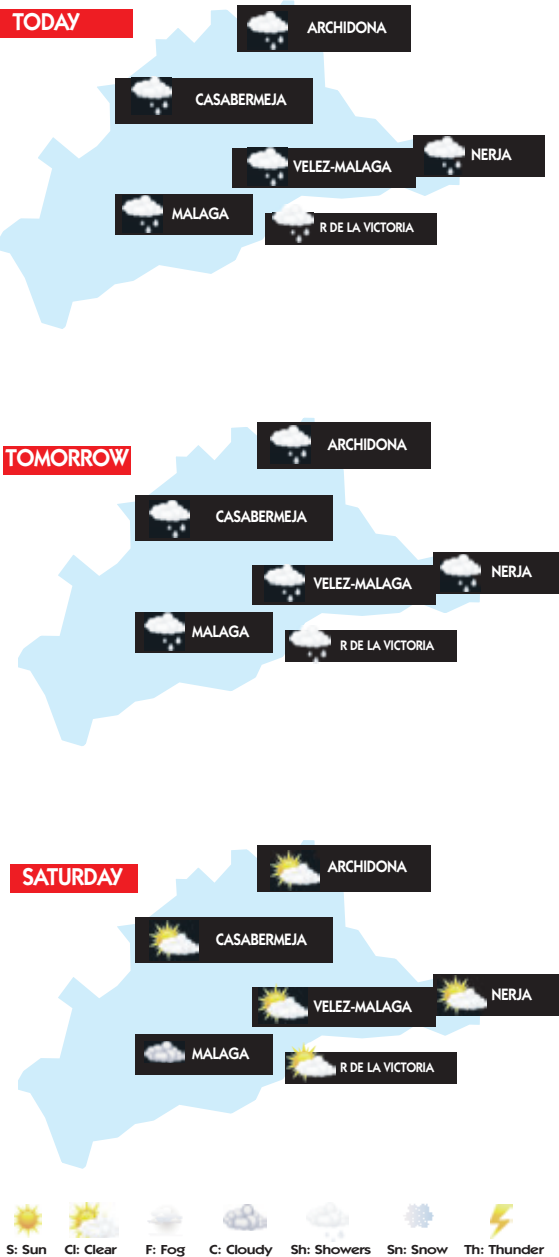 TODAY
ARCHIDONA
CASABERMEJA
VELEZ-MALAGA
NERJA
MALAGA
R DE LA VICTORIA
TOMORROW
ARCHIDONA
CASABERMEJA
VELEZ-MALAGA
NERJA
MALAGA
R DE LA VICTORIA
SATURDAY
ARCHIDONA
CASABERMEJA
VELEZ-MALAGA
NERJA
MALAGA
R DE LA VICTORIA
S: Sun Cl: Clear F: Fog C: Cloudy Sh: Showers Sn: Snow Th: Thunder